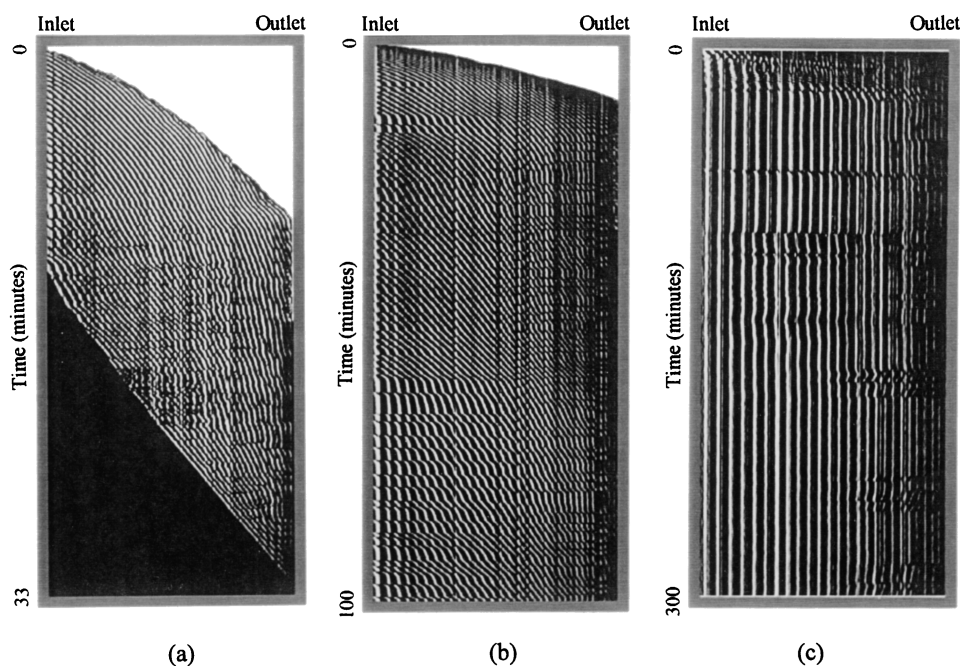 Inlet Outlet
0
Time (minutes)
33
(a)
Inlet Outlet
0
Time (minutes)
100
(b)
Inlet Outlet
0
Time (minutes)
300
(c)